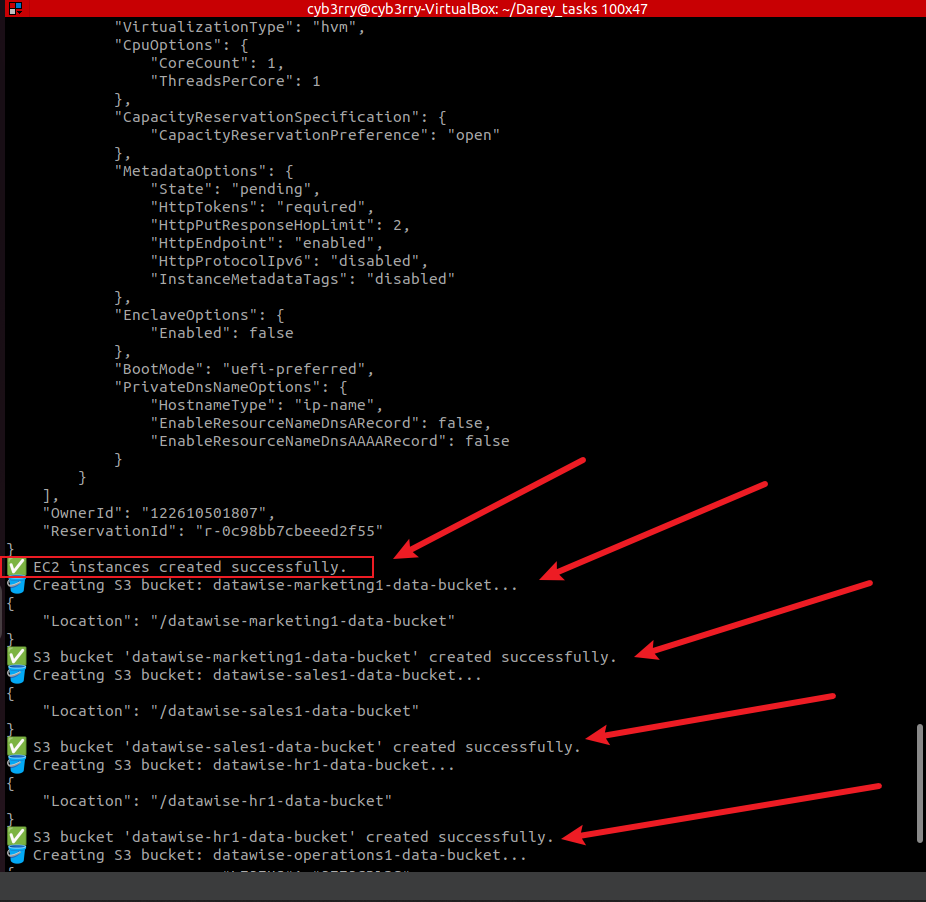 cyb3rry@cyb3rry-VirtualBox: ~/Darey_tasks 100x47
"VirtualizationType": "hvm",
"CpuOptions": {
"CoreCount": 1,
"ThreadsPerCore": 1
},
"CapacityReservationSpecification": {
"CapacityReservationPreference": "open"
},
"MetadataOptions": {
"State": "pending",
"HttpTokens": "required",
"HttpPutResponseHopLimit": 2,
"HttpEndpoint": "enabled",
"HttpProtocolIpv6": "disabled",
"InstanceMetadataTags": "disabled"
},
"EnclaveOptions": {
"Enabled": false
},
"BootMode": "uefi-preferred",
"PrivateDnsNameOptions": {
"HostnameType": "ip-name",
"EnableResourceNameDnsARecord": false,
"EnableResourceNameDnsAAAARecord": false
}
}
],
"OwnerId": "122610501807",
"ReservationId": "r-0c98bb7cbeeed2f55"
}
✅ EC2 instances created successfully.
🪣 Creating S3 bucket: datawise-marketing1-data-bucket...
{
"Location": "/datawise-marketing1-data-bucket"
}
✅ S3 bucket 'datawise-marketing1-data-bucket' created successfully.
🪣 Creating S3 bucket: datawise-sales1-data-bucket...
{
"Location": "/datawise-sales1-data-bucket"
}
✅ S3 bucket 'datawise-sales1-data-bucket' created successfully.
🪣 Creating S3 bucket: datawise-hr1-data-bucket...
{
"Location": "/datawise-hr1-data-bucket"
}
✅ S3 bucket 'datawise-hr1-data-bucket' created successfully.
🪣 Creating S3 bucket: datawise-operations1-data-bucket...